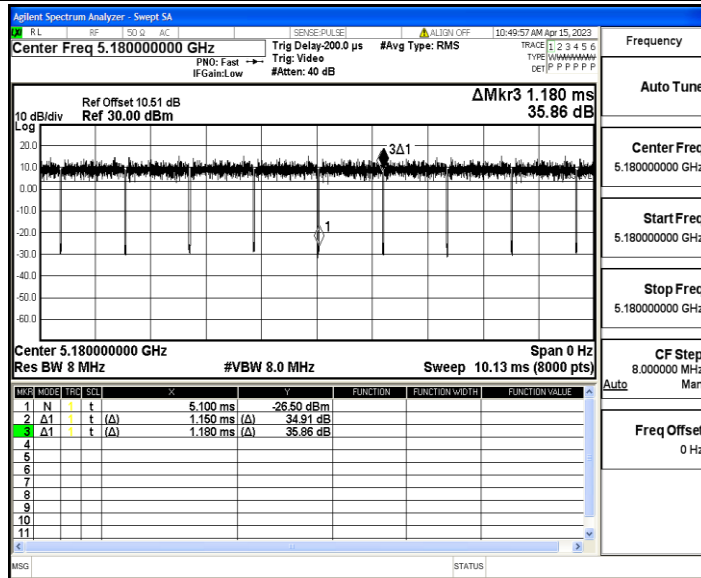 Agilent Spectrum Analyzer - Swept SA
RL RF 50 Ω AC SENSE:PULSE ALIGN OFF 10:49:57 AM Apr 15, 2023
Center Freq 5.180000000 GHz Trig Delay-200.0 µs #Avg Type: RMS TRACE 1 2 3 4 5 6
PNO: Fast Trig: Video TYPE WWWWWW
IFGain:Low #Atten: 40 dB DET P P P P P P
ΔMkr3 1.180 ms
35.86 dB
Ref Offset 10.51 dB
10 dB/div Ref 30.00 dBm
Log
20.0
10.0
0.00
-10.0
-20.0
-30.0
-40.0
-50.0
-60.0
3Δ1
1
Center 5.180000000 GHz Span 0 Hz
Res BW 8 MHz #VBW 8.0 MHz Sweep 10.13 ms (8000 pts)
MKR MODE TRC SCL X Y FUNCTION FUNCTION WIDTH FUNCTION VALUE
1 N 1 t 5.100 ms -26.50 dBm
2 Δ1 1 t (Δ) 1.150 ms (Δ) 34.91 dB
3 Δ1 1 t (Δ) 1.180 ms (Δ) 35.86 dB
4
5
6
7
8
9
10
11
MSG STATUS
Frequency
Auto Tune
Center Freq
5.180000000 GHz
Start Freq
5.180000000 GHz
Stop Freq
5.180000000 GHz
CF Step
8.000000 MHz
Auto Man
Freq Offset
0 Hz